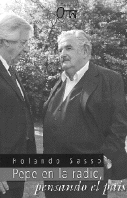 Rolando Sasso
Pepe en la radio,
pensando el país